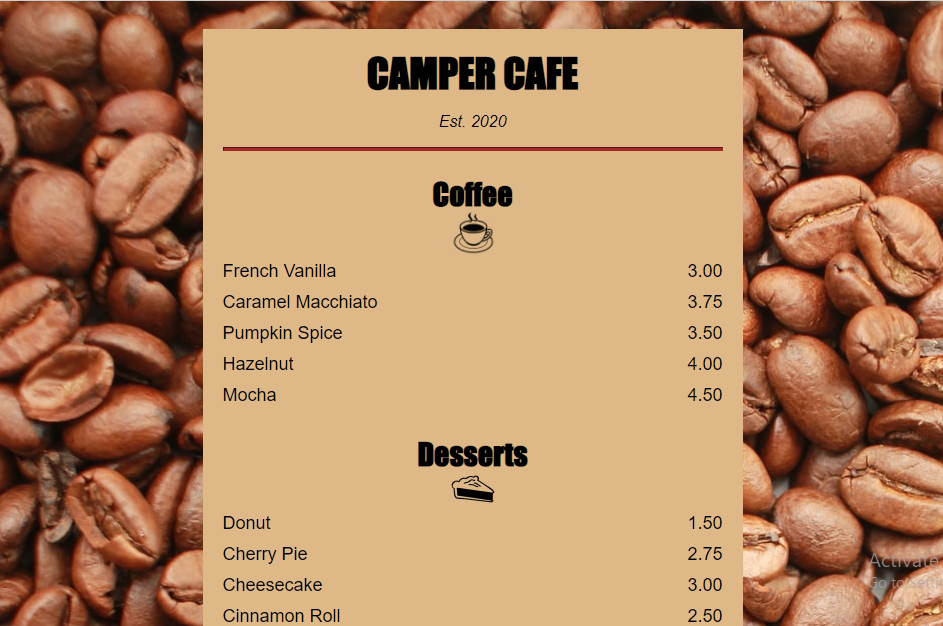 CAMPER CAFE
Est. 2020
Coffee
French Vanilla 3.00
Caramel Macchiato 3.75
Pumpkin Spice 3.50
Hazelnut 4.00
Mocha 4.50
Desserts
Donut 1.50
Cherry Pie 2.75
Cheesecake 3.00
Cinnamon Roll 2.50
Activate
Go to